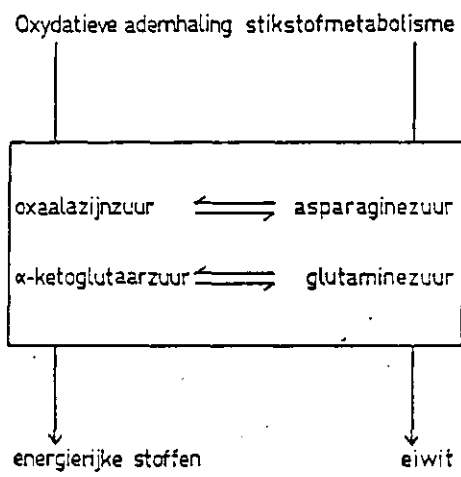 Oxydatieve ademhaling stikstofmetabolisme
oxaalazijnzuur asparaginezuur
α-ketoglutaarzuur glutaminezuur
energierijke stoffen eiwit